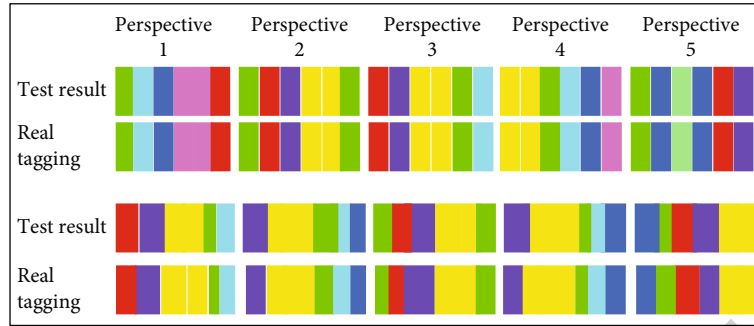 Perspective Perspective Perspective Perspective Perspective
1 2 3 4 5
Test result
Real
tagging
Test result
Real
tagging